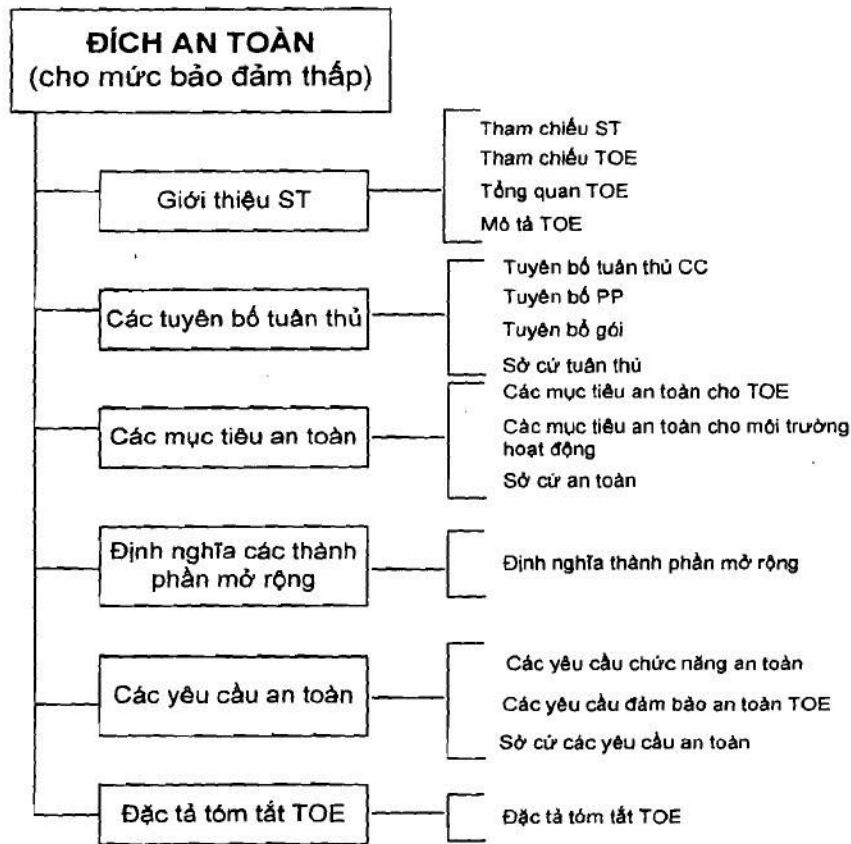 ĐÍCH AN TOÀN
(cho mức bảo đảm thấp)
Giới thiệu ST
Tham chiếu ST
Tham chiếu TOE
Tổng quan TOE
Mô tả TOE
Các tuyên bố tuân thủ
Tuyên bố tuân thủ CC
Tuyên bố PP
Tuyên bố gói
Sở cứ tuân thủ
Các mục tiêu an toàn
Các mục tiêu an toàn cho TOE
Các mục tiêu an toàn cho môi trường
hoạt động
Sở cứ an toàn
Định nghĩa các thành
phần mở rộng
Định nghĩa thành phần mở rộng
Các yêu cầu an toàn
Các yêu cầu chức năng an toàn
Các yêu cầu đảm bảo an toàn TOE
Sở cứ các yêu cầu an toàn
Đặc tả tóm tắt TOE
Đặc tả tóm tắt TOE